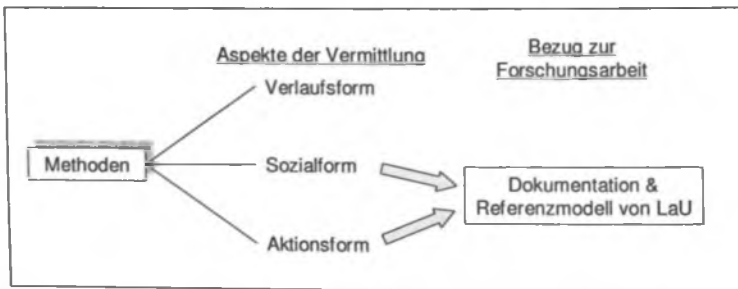 Aspekte der Vermittlung
Bezug zur
Forschungsarbeit
Verlaufsform
Methoden
Sozialform
Aktionsform
Dokumentation &
Referenzmodell von LaU